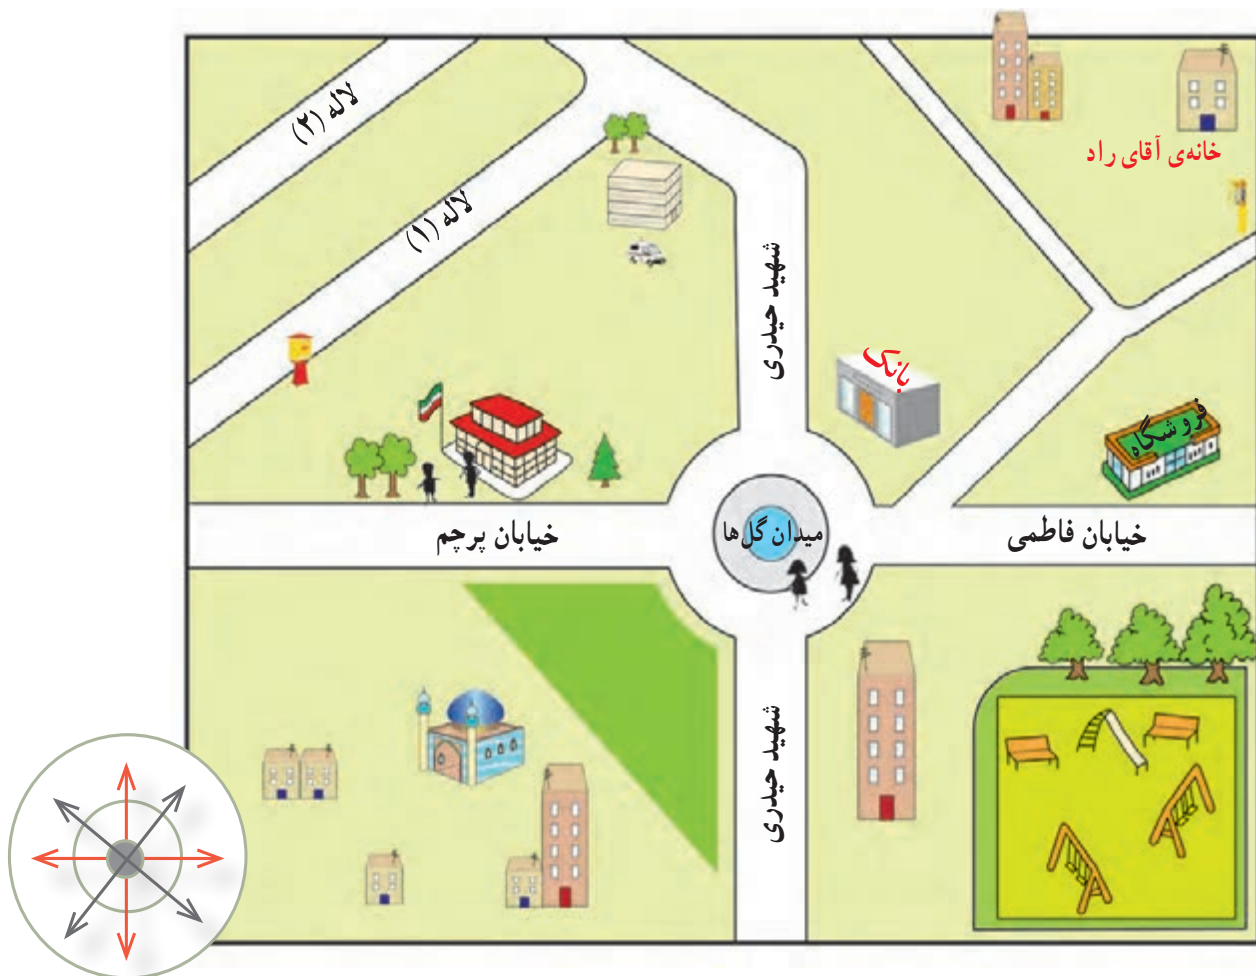 لاله (۲)
خانه‌ی آقای راد
لاله (۱)
شهید حیدری
بانک
فروشگاه
خیابان پرچم
میدان گل‌ها
خیابان فاطمی
شهید حیدری